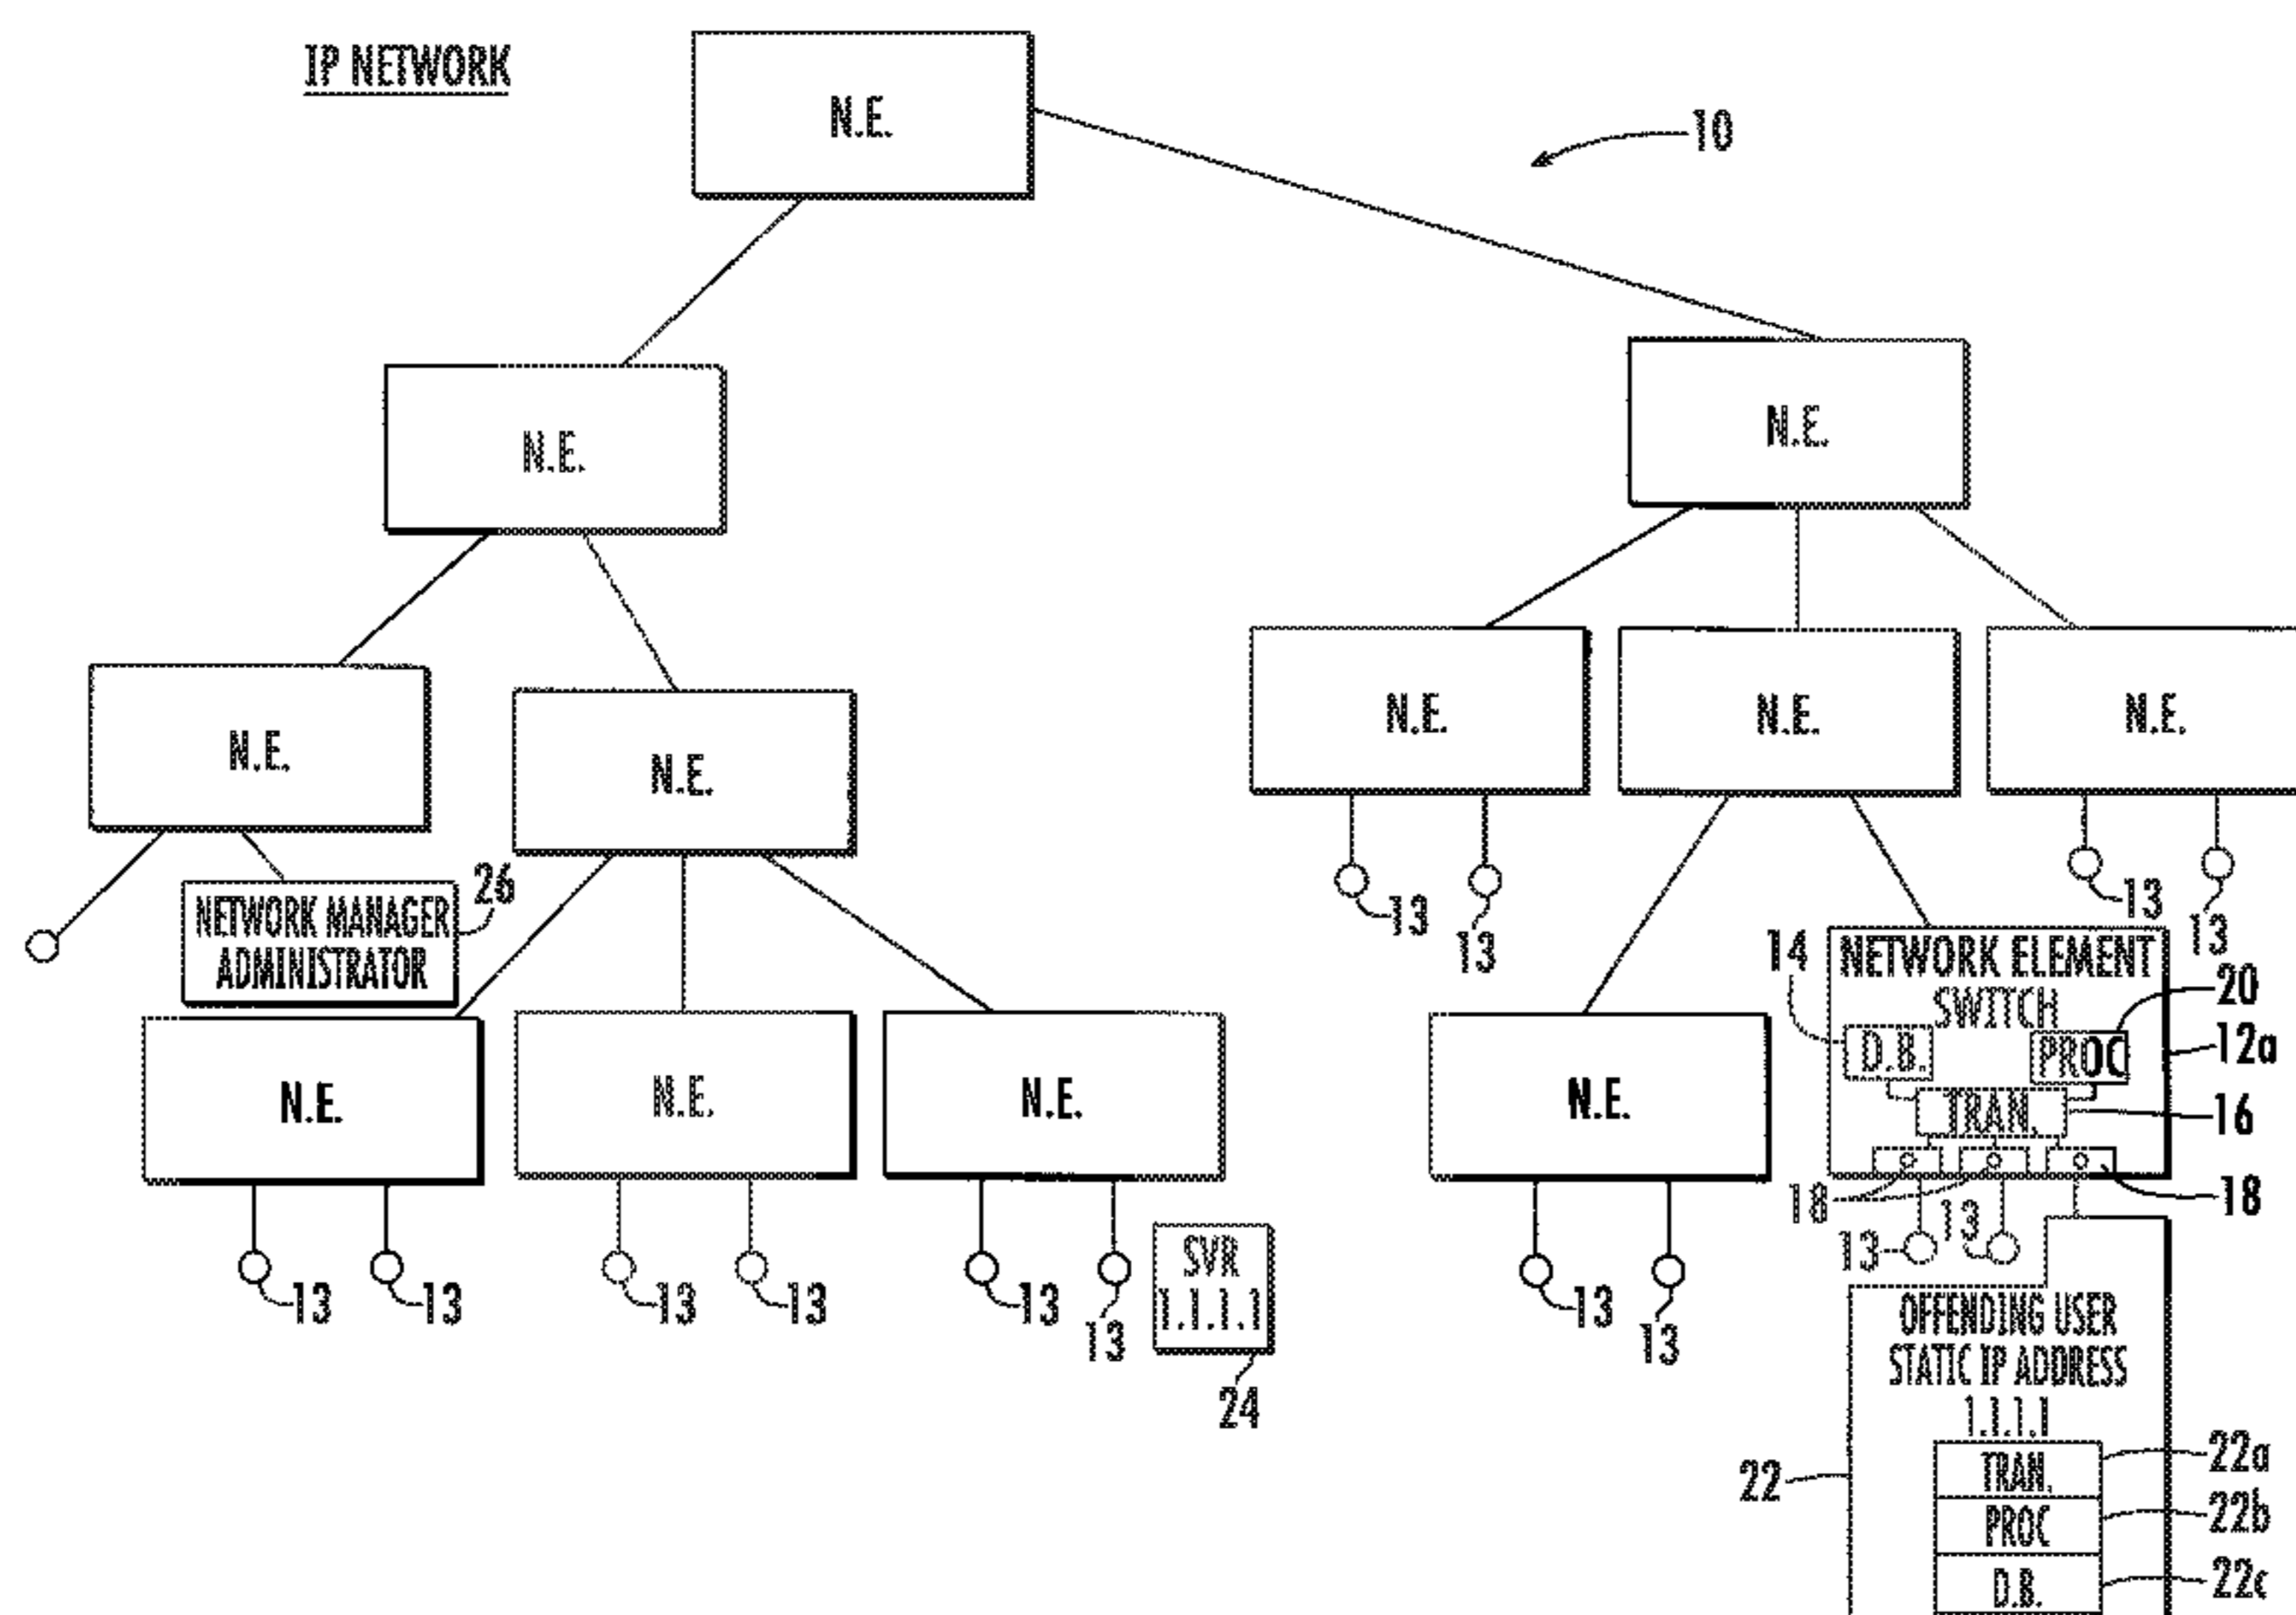 IP NETWORK
N.E.
10
N.E.
N.E.
N.E.
N.E.
N.E.
N.E.
N.E.
26
NETWORK MANAGER
ADMINISTRATOR
13
13
13
13
14
NETWORK ELEMENT
SWITCH
20
D.B.
PROC
12a
TRAN.
16
N.E.
N.E.
N.E.
N.E.
18
18
13
13
13
13
13
13
13
13
SVR
1.1.1.1
24
13
13
OFFENDING USER
STATIC IP ADDRESS
1.1.1.1
22
TRAN.
22a
PROC
22b
D.B.
22c